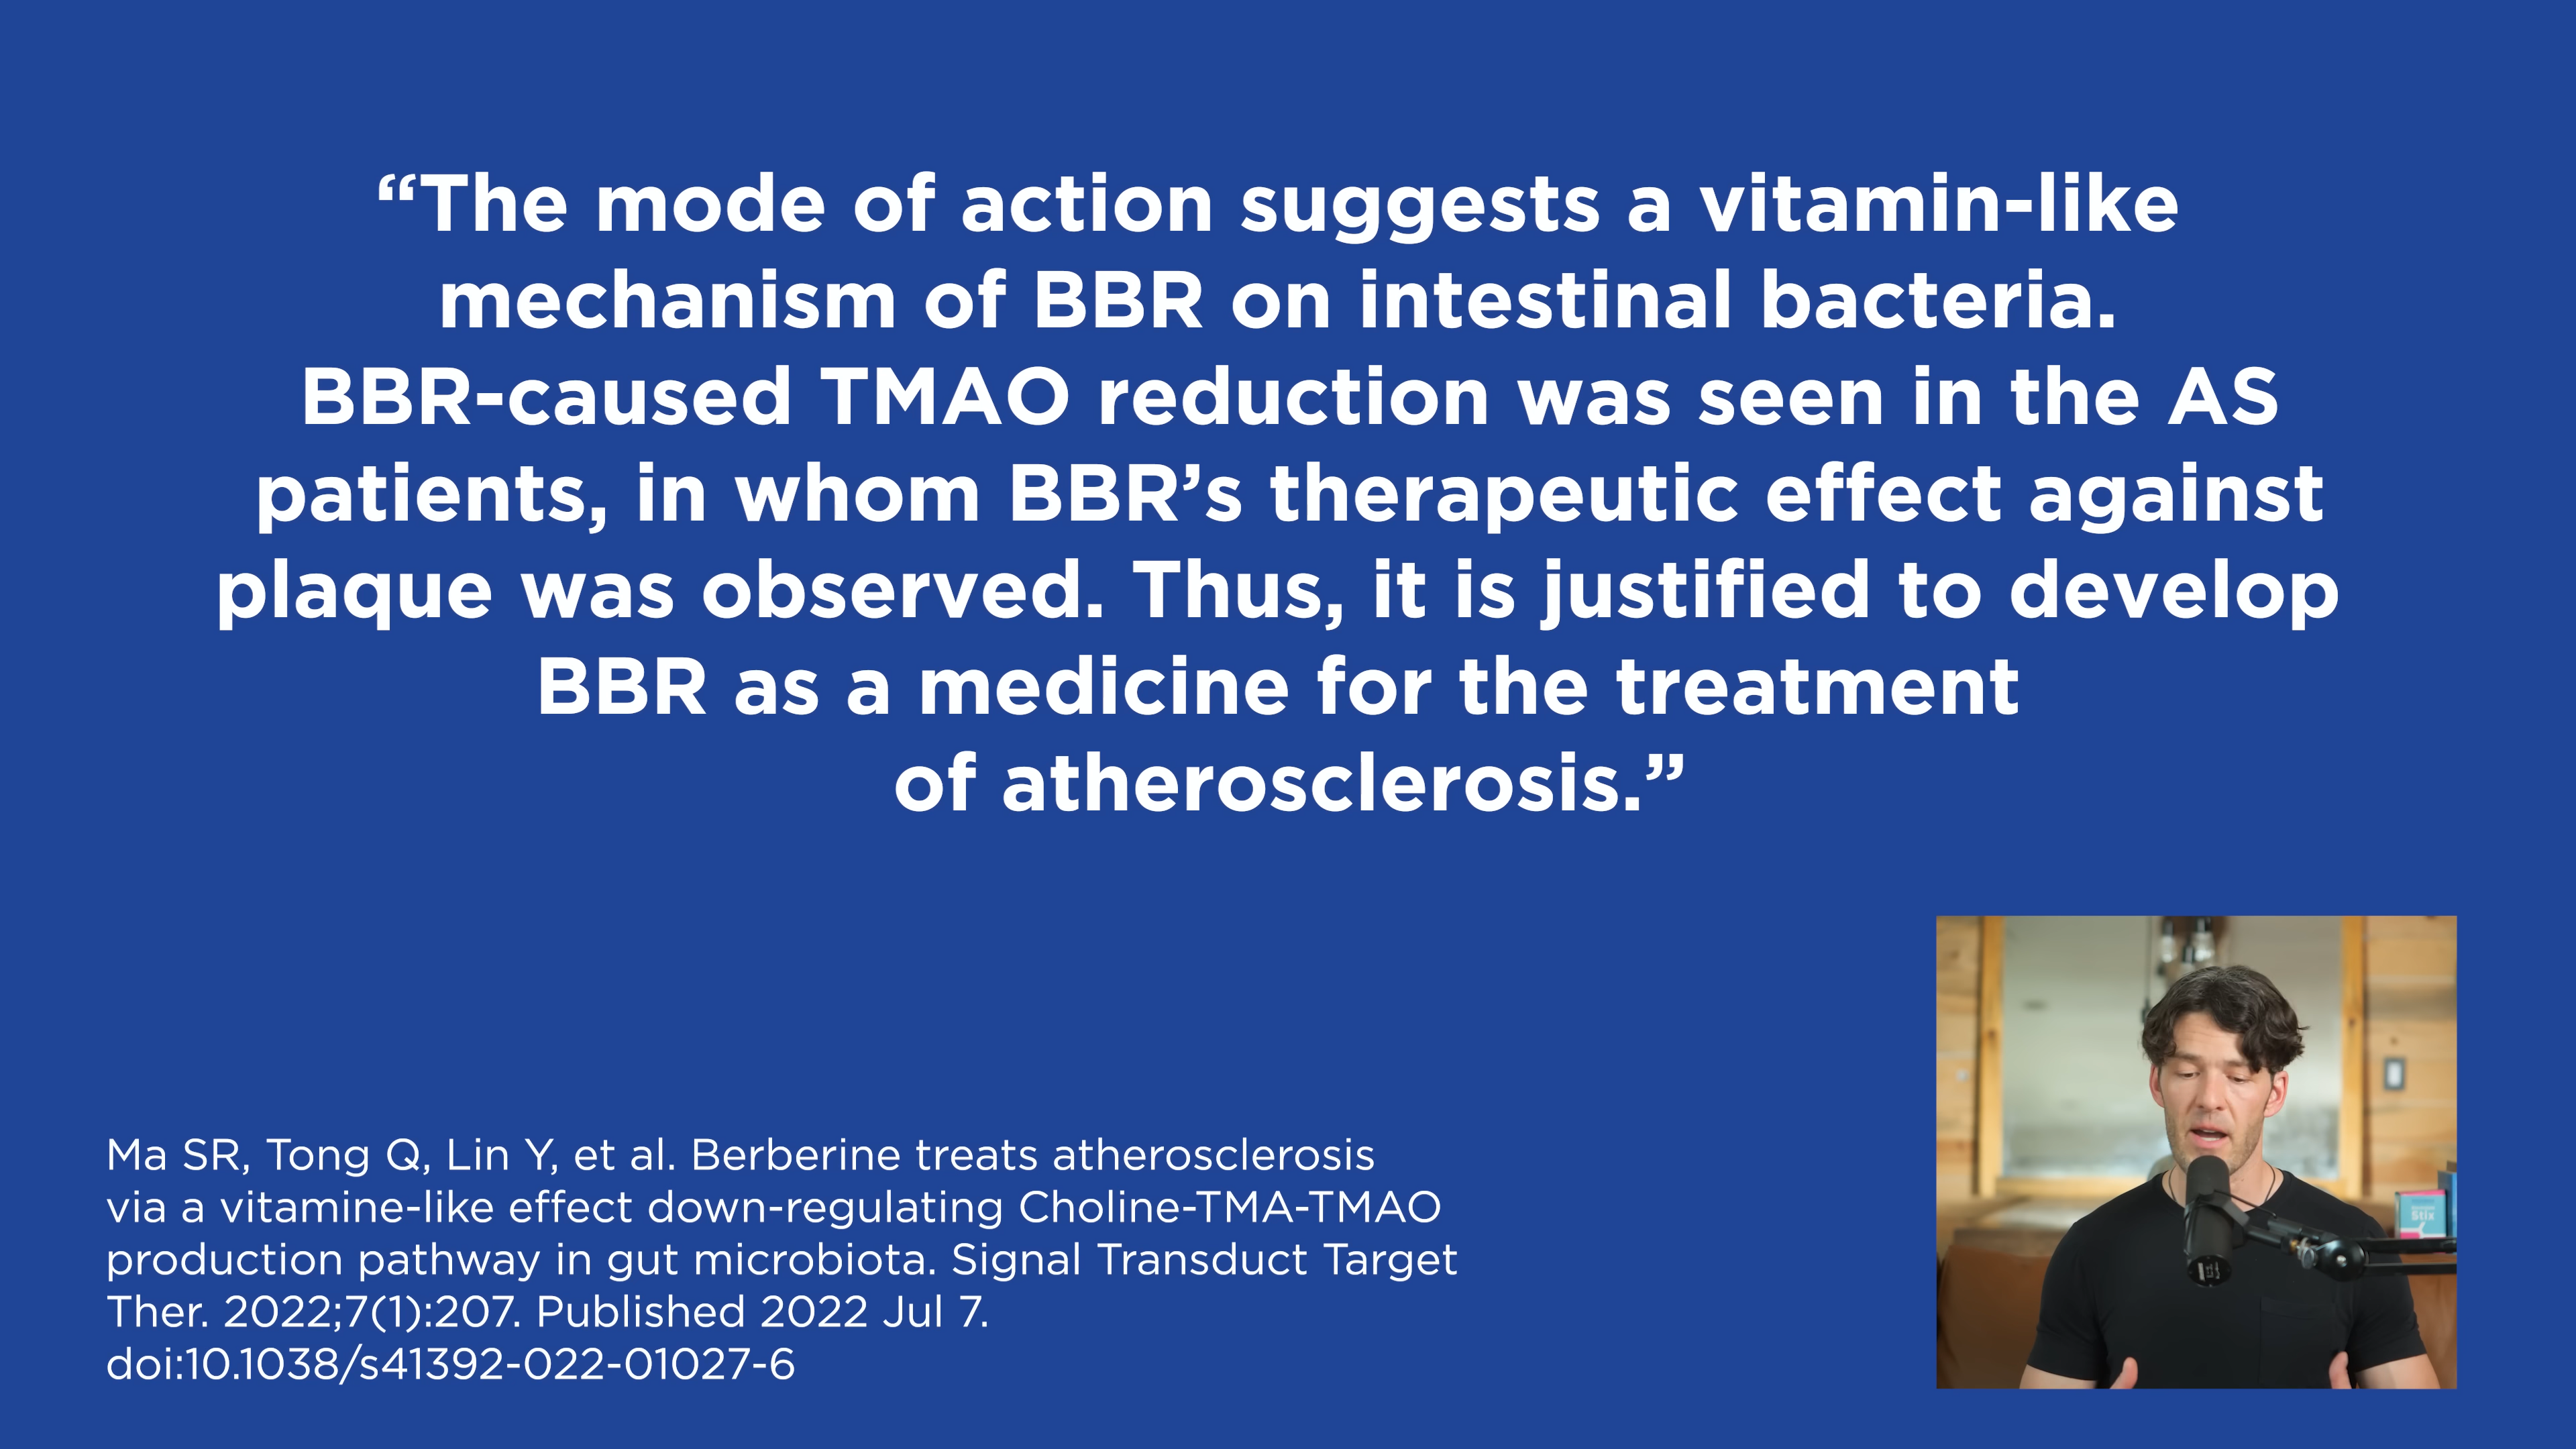 “The mode of action suggests a vitamin-like
mechanism of BBR on intestinal bacteria.
BBR-caused TMAO reduction was seen in the AS
patients, in whom BBR’s therapeutic effect against
plaque was observed. Thus, it is justified to develop
BBR as a medicine for the treatment
of atherosclerosis.”
Ma SR, Tong Q, Lin Y, et al. Berberine treats atherosclerosis
via a vitamine-like effect down-regulating Choline-TMA-TMAO
production pathway in gut microbiota. Signal Transduct Target
Ther. 2022;7(1):207. Published 2022 Jul 7.
doi:10.1038/s41392-022-01027-6
Stix